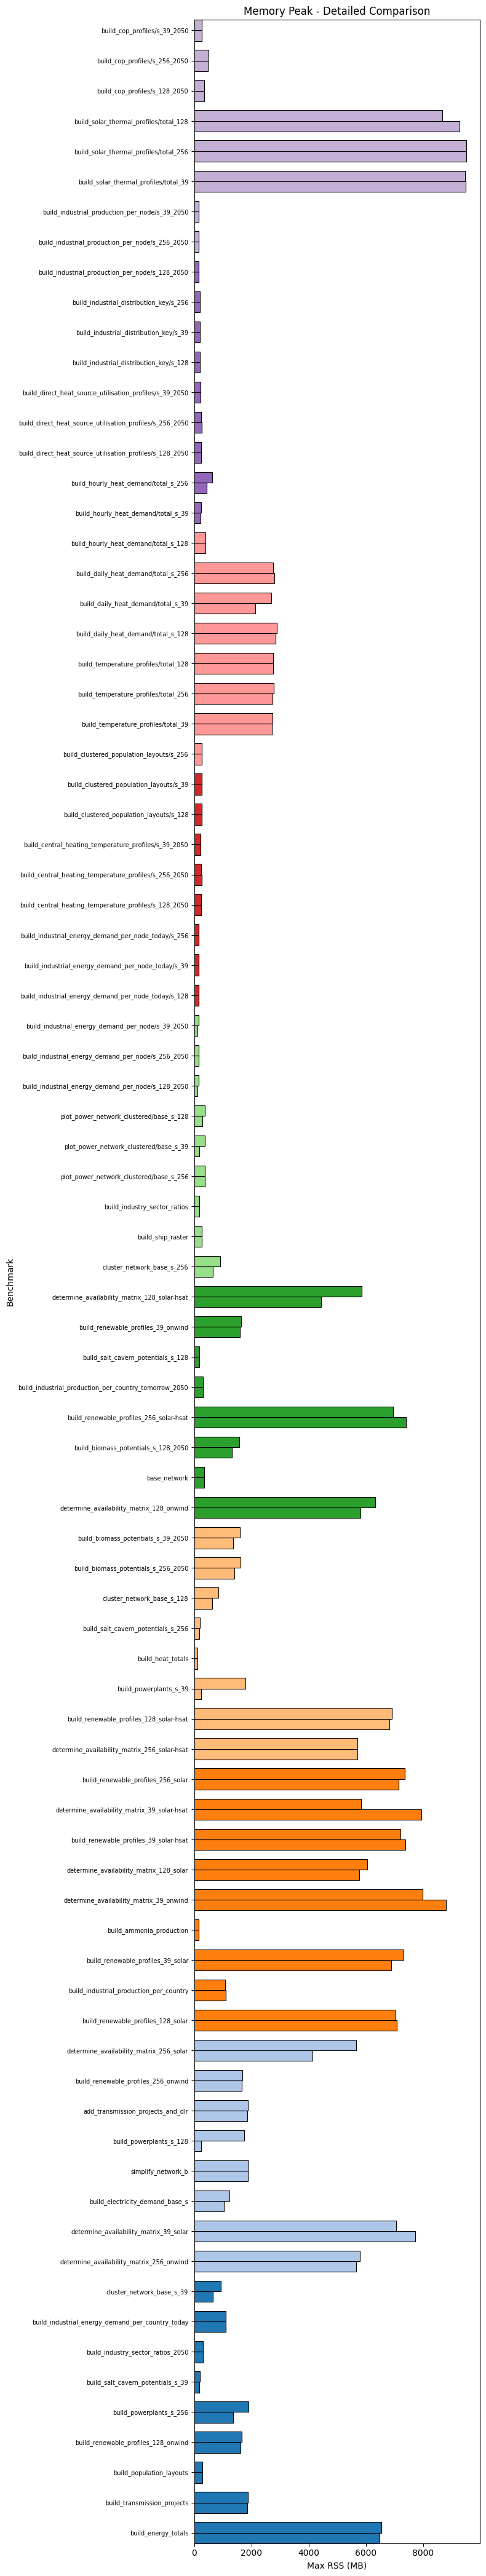 Memory Peak - Detailed Comparison
build_cop_profiles/s_39_2050
build_cop_profiles/s_256_2050
build_cop_profiles/s_128_2050
build_solar_thermal_profiles/total_128
build_solar_thermal_profiles/total_256
build_solar_thermal_profiles/total_39
build_industrial_production_per_node/s_39_2050
build_industrial_production_per_node/s_256_2050
build_industrial_production_per_node/s_128_2050
build_industrial_distribution_key/s_256
build_industrial_distribution_key/s_39
build_industrial_distribution_key/s_128
build_direct_heat_source_utilisation_profiles/s_39_2050
build_direct_heat_source_utilisation_profiles/s_256_2050
build_direct_heat_source_utilisation_profiles/s_128_2050
build_hourly_heat_demand/total_s_256
build_hourly_heat_demand/total_s_39
build_hourly_heat_demand/total_s_128
build_daily_heat_demand/total_s_256
build_daily_heat_demand/total_s_39
build_daily_heat_demand/total_s_128
build_temperature_profiles/total_128
build_temperature_profiles/total_256
build_temperature_profiles/total_39
build_clustered_population_layouts/s_256
build_clustered_population_layouts/s_39
build_clustered_population_layouts/s_128
build_central_heating_temperature_profiles/s_39_2050
build_central_heating_temperature_profiles/s_256_2050
build_central_heating_temperature_profiles/s_128_2050
build_industrial_energy_demand_per_node_today/s_256
build_industrial_energy_demand_per_node_today/s_39
build_industrial_energy_demand_per_node_today/s_128
build_industrial_energy_demand_per_node/s_39_2050
build_industrial_energy_demand_per_node/s_256_2050
build_industrial_energy_demand_per_node/s_128_2050
plot_power_network_clustered/base_s_128
plot_power_network_clustered/base_s_39
plot_power_network_clustered/base_s_256
build_industry_sector_ratios
build_ship_raster
cluster_network_base_s_256
Benchmark
determine_availability_matrix_128_solar-hsat
build_renewable_profiles_39_onwind
build_salt_cavern_potentials_s_128
build_industrial_production_per_country_tomorrow_2050
build_renewable_profiles_256_solar-hsat
build_biomass_potentials_s_128_2050
base_network
determine_availability_matrix_128_onwind
build_biomass_potentials_s_39_2050
build_biomass_potentials_s_256_2050
cluster_network_base_s_128
build_salt_cavern_potentials_s_256
build_heat_totals
build_powerplants_s_39
build_renewable_profiles_128_solar-hsat
determine_availability_matrix_256_solar-hsat
build_renewable_profiles_256_solar
determine_availability_matrix_39_solar-hsat
build_renewable_profiles_39_solar-hsat
determine_availability_matrix_128_solar
determine_availability_matrix_39_onwind
build_ammonia_production
build_renewable_profiles_39_solar
build_industrial_production_per_country
build_renewable_profiles_128_solar
determine_availability_matrix_256_solar
build_renewable_profiles_256_onwind
add_transmission_projects_and_dlr
build_powerplants_s_128
simplify_network_b
build_electricity_demand_base_s
determine_availability_matrix_39_solar
determine_availability_matrix_256_onwind
cluster_network_base_s_39
build_industrial_energy_demand_per_country_today
build_industry_sector_ratios_2050
build_salt_cavern_potentials_s_39
build_powerplants_s_256
build_renewable_profiles_128_onwind
build_population_layouts
build_transmission_projects
build_energy_totals
0 2000 4000 6000 8000
Max RSS (MB)